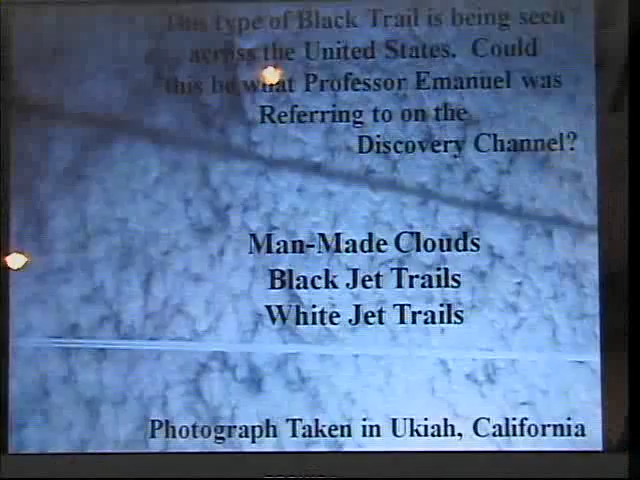 This type of Black Trail is being seen
across the United States. Could
this be what Professor Emanuel was
Referring to on the
Discovery Channel?
Man-Made Clouds
Black Jet Trails
White Jet Trails
Photograph Taken in Ukiah, California